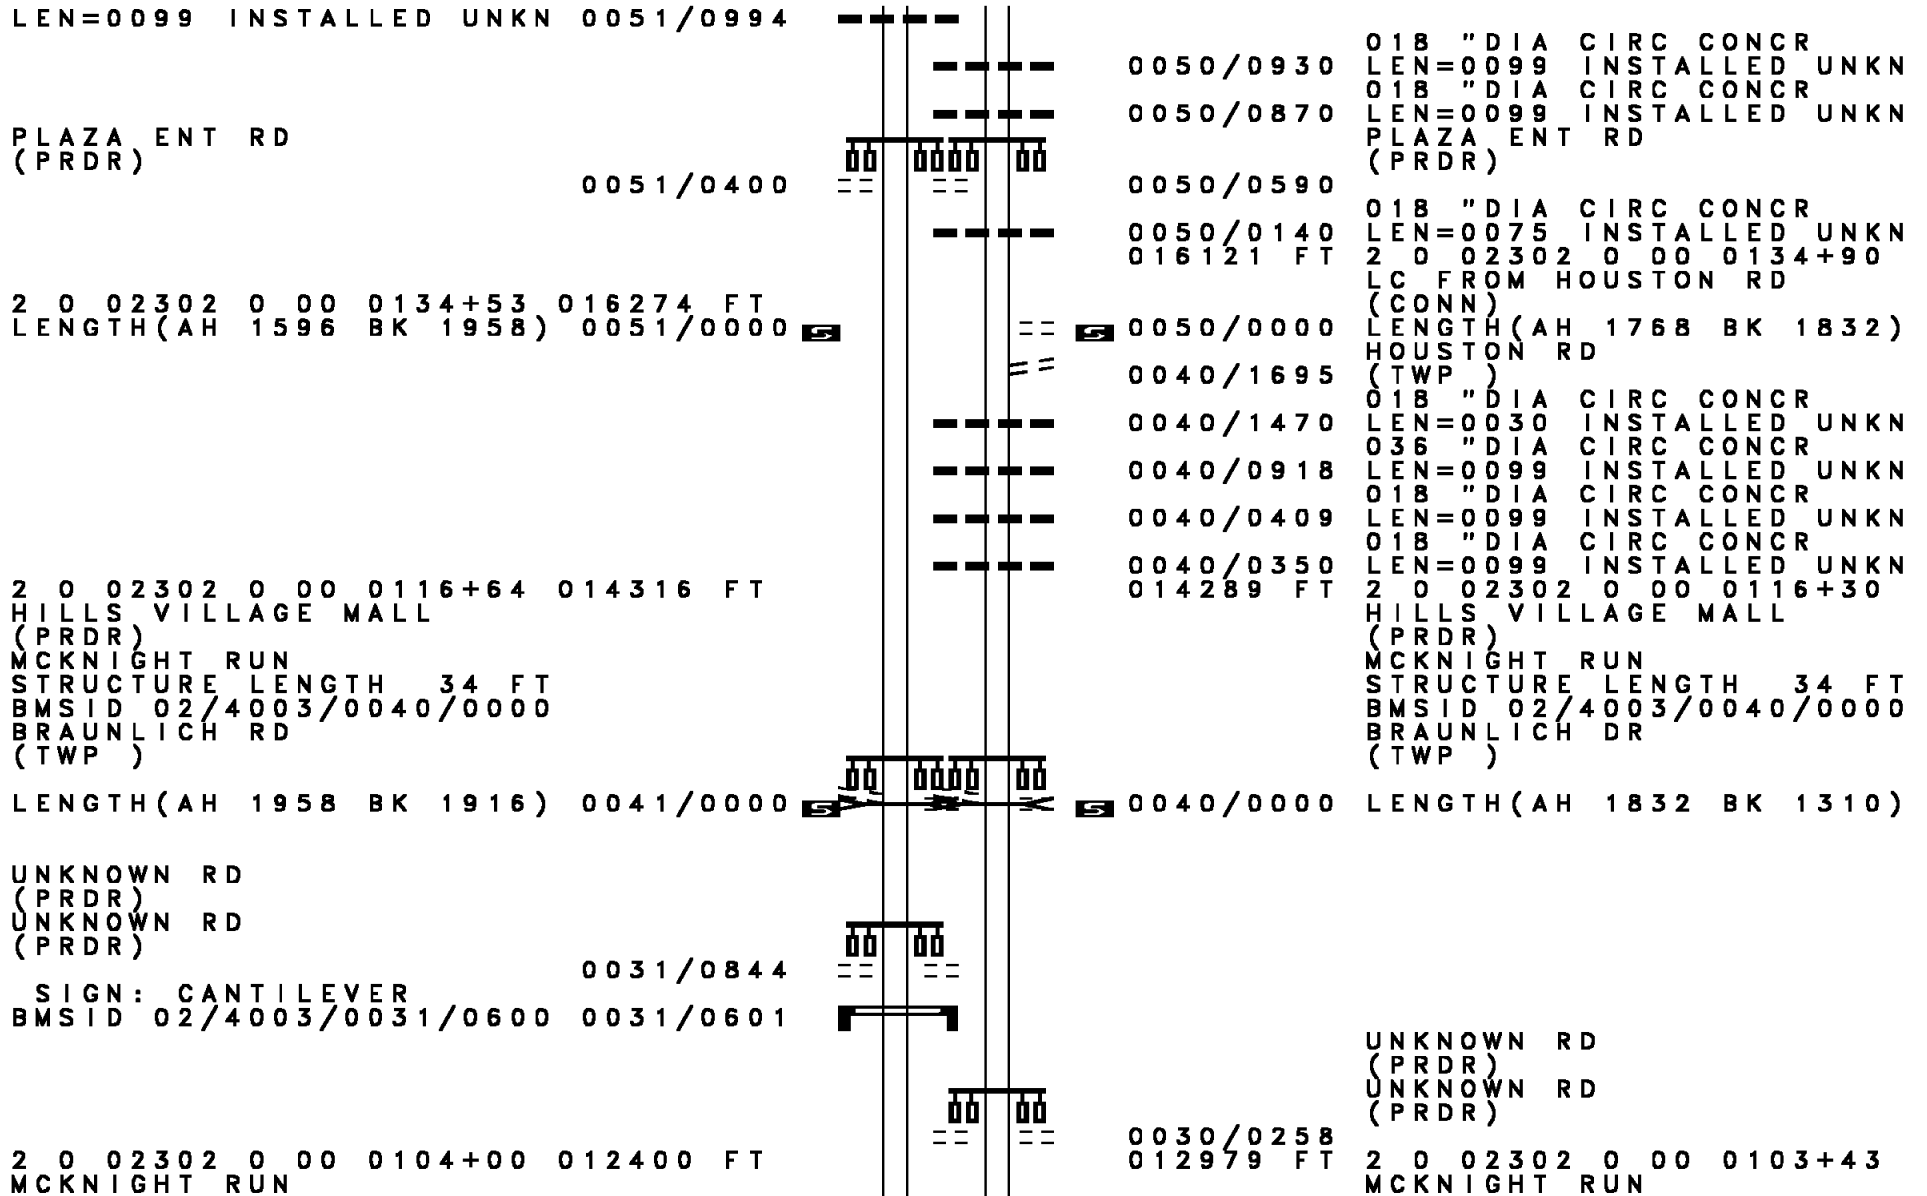 LEN=0099 INSTALLED UNKN 0051/0994
018 "DIA CIRC CONCR
0050/0930 LEN=0099 INSTALLED UNKN
018 "DIA CIRC CONCR
0050/0870 LEN=0099 INSTALLED UNKN
PLAZA ENT RD PLAZA ENT RD
(PRDR) (PRDR)
0051/0400 0050/0590
018 "DIA CIRC CONCR
0050/0140 LEN=0075 INSTALLED UNKN
016121 FT 2 0 02302 0 00 0134+90
LC FROM HOUSTON RD
2 0 02302 0 00 0134+53 016274 FT (CONN)
LENGTH(AH 1596 BK 1958) 0051/0000 S S 0050/0000 LENGTH(AH 1768 BK 1832)
HOUSTON RD
0040/1695 (TWP )
018 "DIA CIRC CONCR
0040/1470 LEN=0030 INSTALLED UNKN
036 "DIA CIRC CONCR
0040/0918 LEN=0099 INSTALLED UNKN
018 "DIA CIRC CONCR
0040/0409 LEN=0099 INSTALLED UNKN
018 "DIA CIRC CONCR
0040/0350 LEN=0099 INSTALLED UNKN
2 0 02302 0 00 0116+64 014316 FT 014289 FT 2 0 02302 0 00 0116+30
HILLS VILLAGE MALL HILLS VILLAGE MALL
(PRDR) (PRDR)
MCKNIGHT RUN MCKNIGHT RUN
STRUCTURE LENGTH 34 FT STRUCTURE LENGTH 34 FT
BMSID 02/4003/0040/0000 BMSID 02/4003/0040/0000
BRAUNLICH RD BRAUNLICH DR
(TWP ) (TWP )
LENGTH(AH 1958 BK 1916) 0041/0000 S S 0040/0000 LENGTH(AH 1832 BK 1310)
UNKNOWN RD
(PRDR)
UNKNOWN RD
(PRDR)
0031/0844
SIGN: CANTILEVER
BMSID 02/4003/0031/0600 0031/0601
UNKNOWN RD
(PRDR)
UNKNOWN RD
(PRDR)
0030/0258
2 0 02302 0 00 0104+00 012400 FT 012979 FT 2 0 02302 0 00 0103+43
MCKNIGHT RUN MCKNIGHT RUN